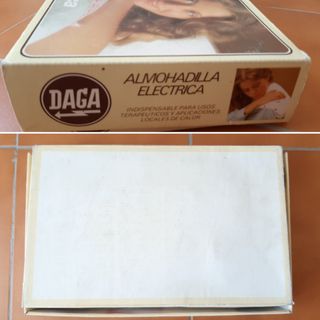 DAGA
ALMOHADILLA
ELECTRICA
INDISPENSABLE PARA USOS
TERAPEUTICOS Y APLICACIONES
LOCALES DE CALOR